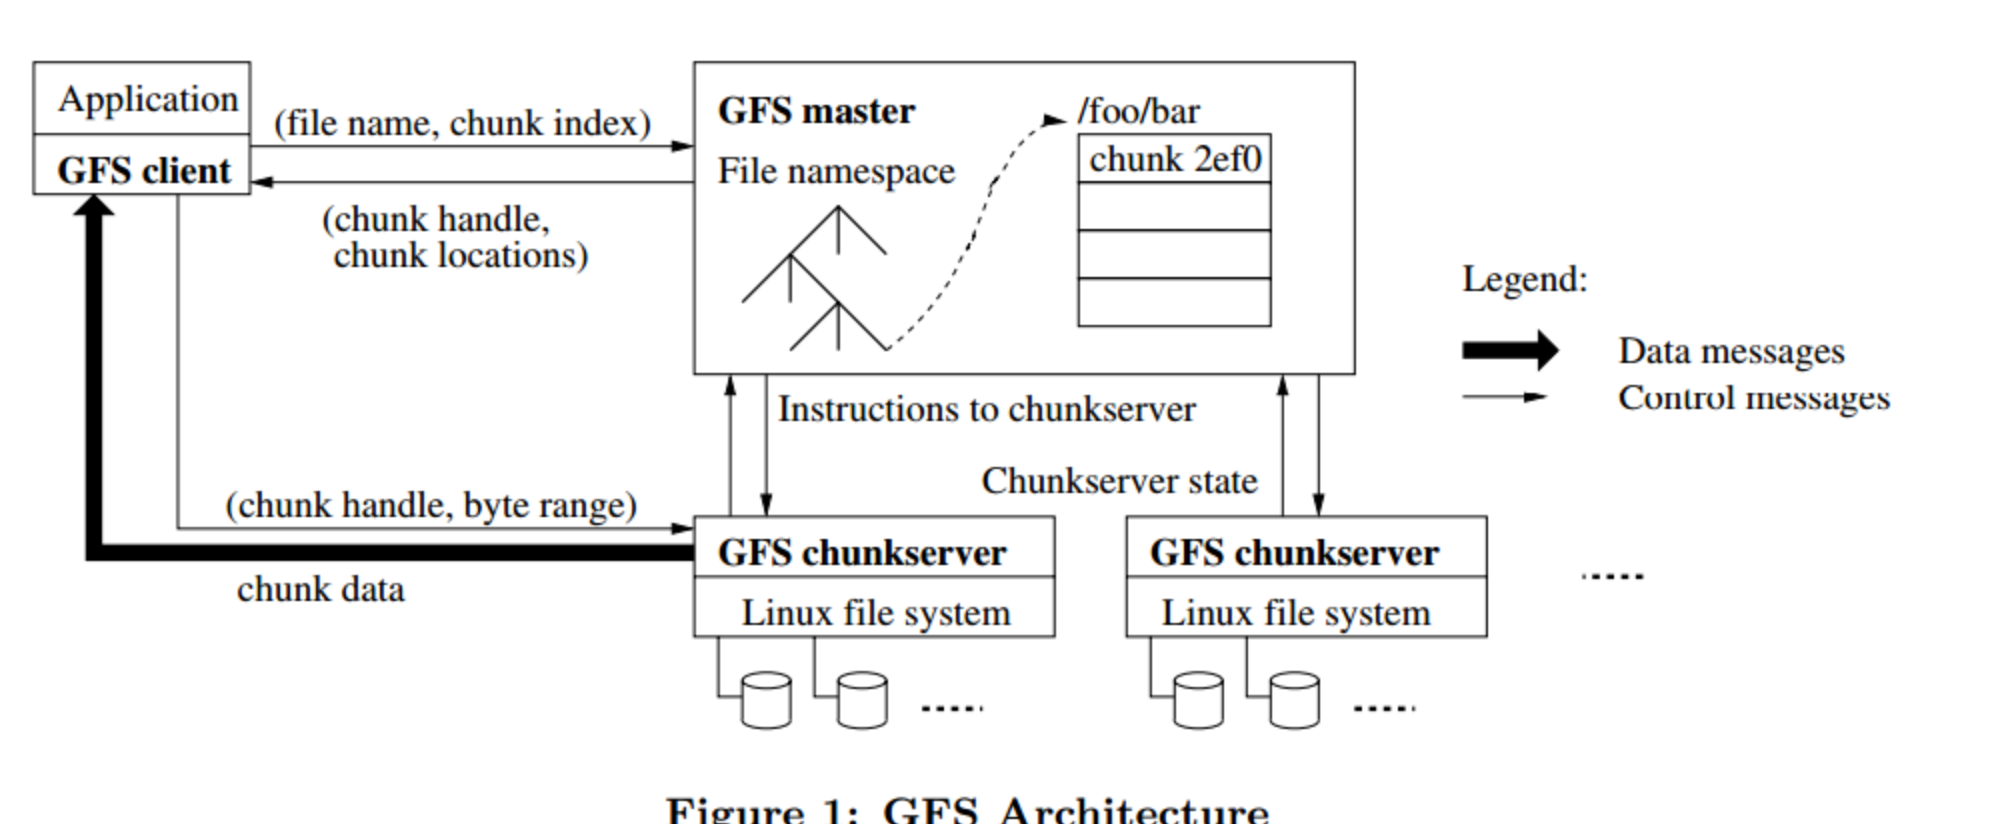 Application
GFS client
(file name, chunk index)
(chunk handle,
chunk locations)
GFS master
File namespace
/foo/bar
chunk 2ef0
Legend:
Data messages
Control messages
Instructions to chunkserver
Chunkserver state
(chunk handle, byte range)
chunk data
GFS chunkserver
Linux file system
GFS chunkserver
Linux file system
Figure 1: GFS Architecture